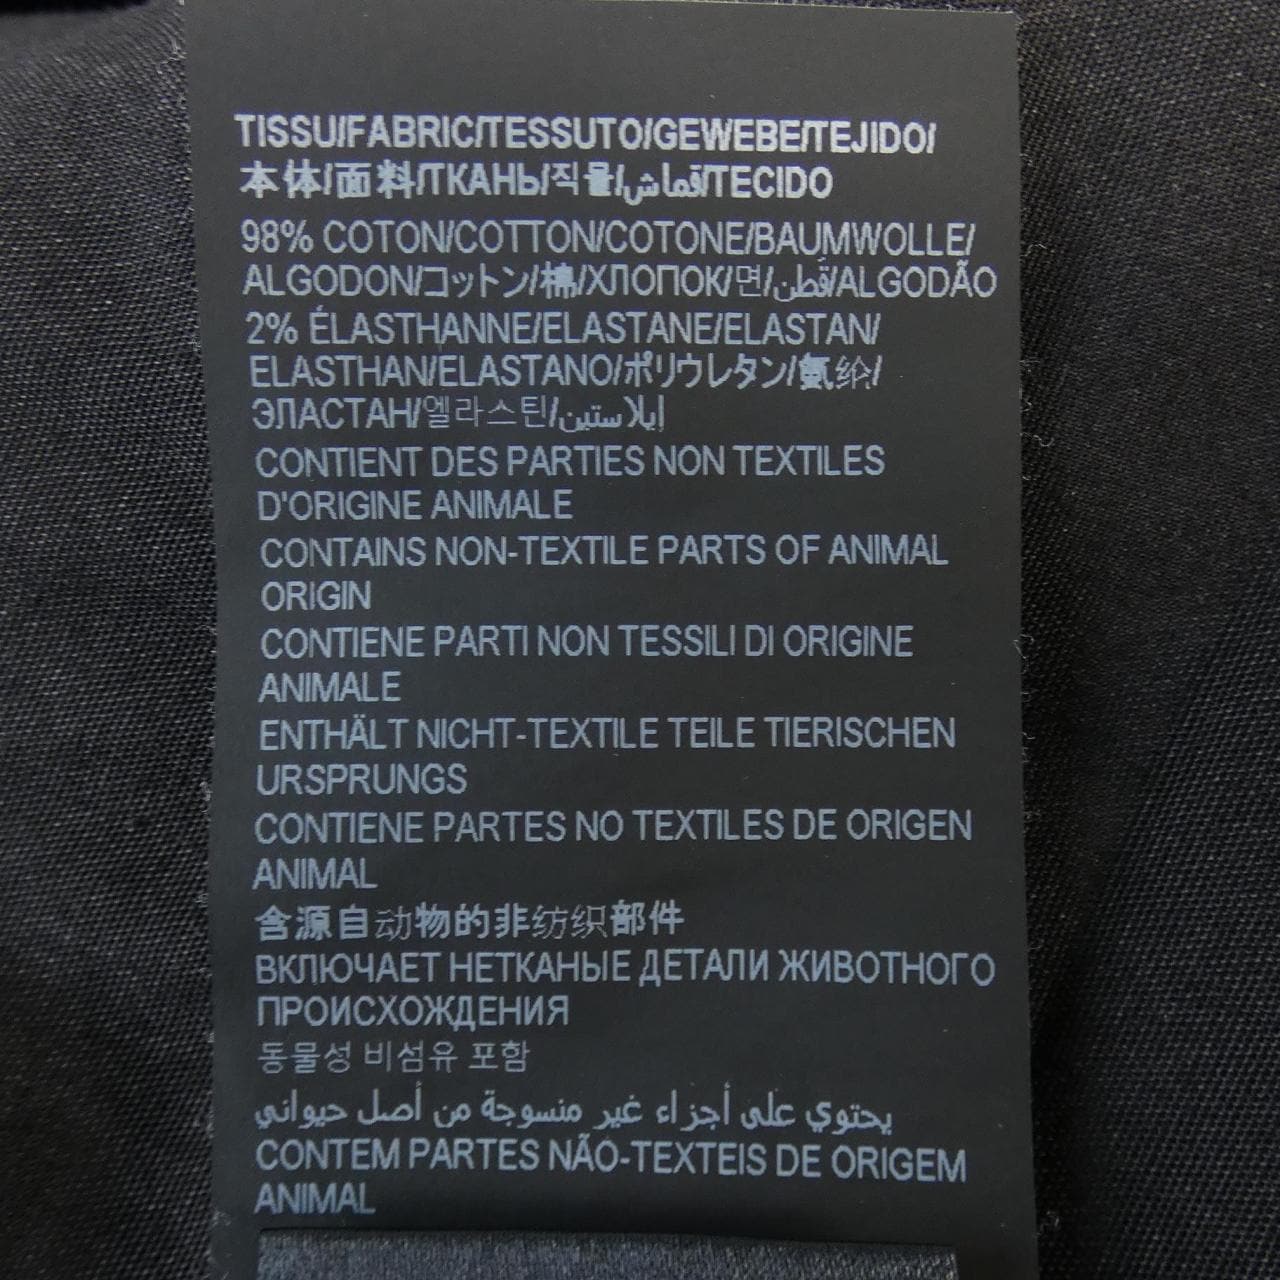 TISSU/FABRIC/TESSUTO/GEWEBE/TEJIDO/
本体/面料/ТКАНЬ/직물/قماش/TECIDO
98% COTON/COTTON/COTONE/BAUMWOLLE/
ALGODON/コットン/棉/ХЛОПОК/면/قطن/ALGODÃO
2% ÉLASTHANNE/ELASTANE/ELASTAN/
ELASTHAN/ELASTANO/ポリウレタン/氨纶/
ЭЛАСТАН/엘라스틴/إيلاستين
CONTIENT DES PARTIES NON TEXTILES
D'ORIGINE ANIMALE
CONTAINS NON-TEXTILE PARTS OF ANIMAL
ORIGIN
CONTIENE PARTI NON TESSILI DI ORIGINE
ANIMALE
ENTHÄLT NICHT-TEXTILE TEILE TIERISCHEN
URSPRUNGS
CONTIENE PARTES NO TEXTILES DE ORIGEN
ANIMAL
含源自动物的非纺织部件
ВКЛЮЧАЕТ НЕТКАНЫЕ ДЕТАЛИ ЖИВОТНОГО
ПРОИСХОЖДЕНИЯ
동물성 비섬유 포함
يحتوي على أجزاء غير منسوجة من أصل حيواني
CONTEM PARTES NÃO-TEXTEIS DE ORIGEM
ANIMAL